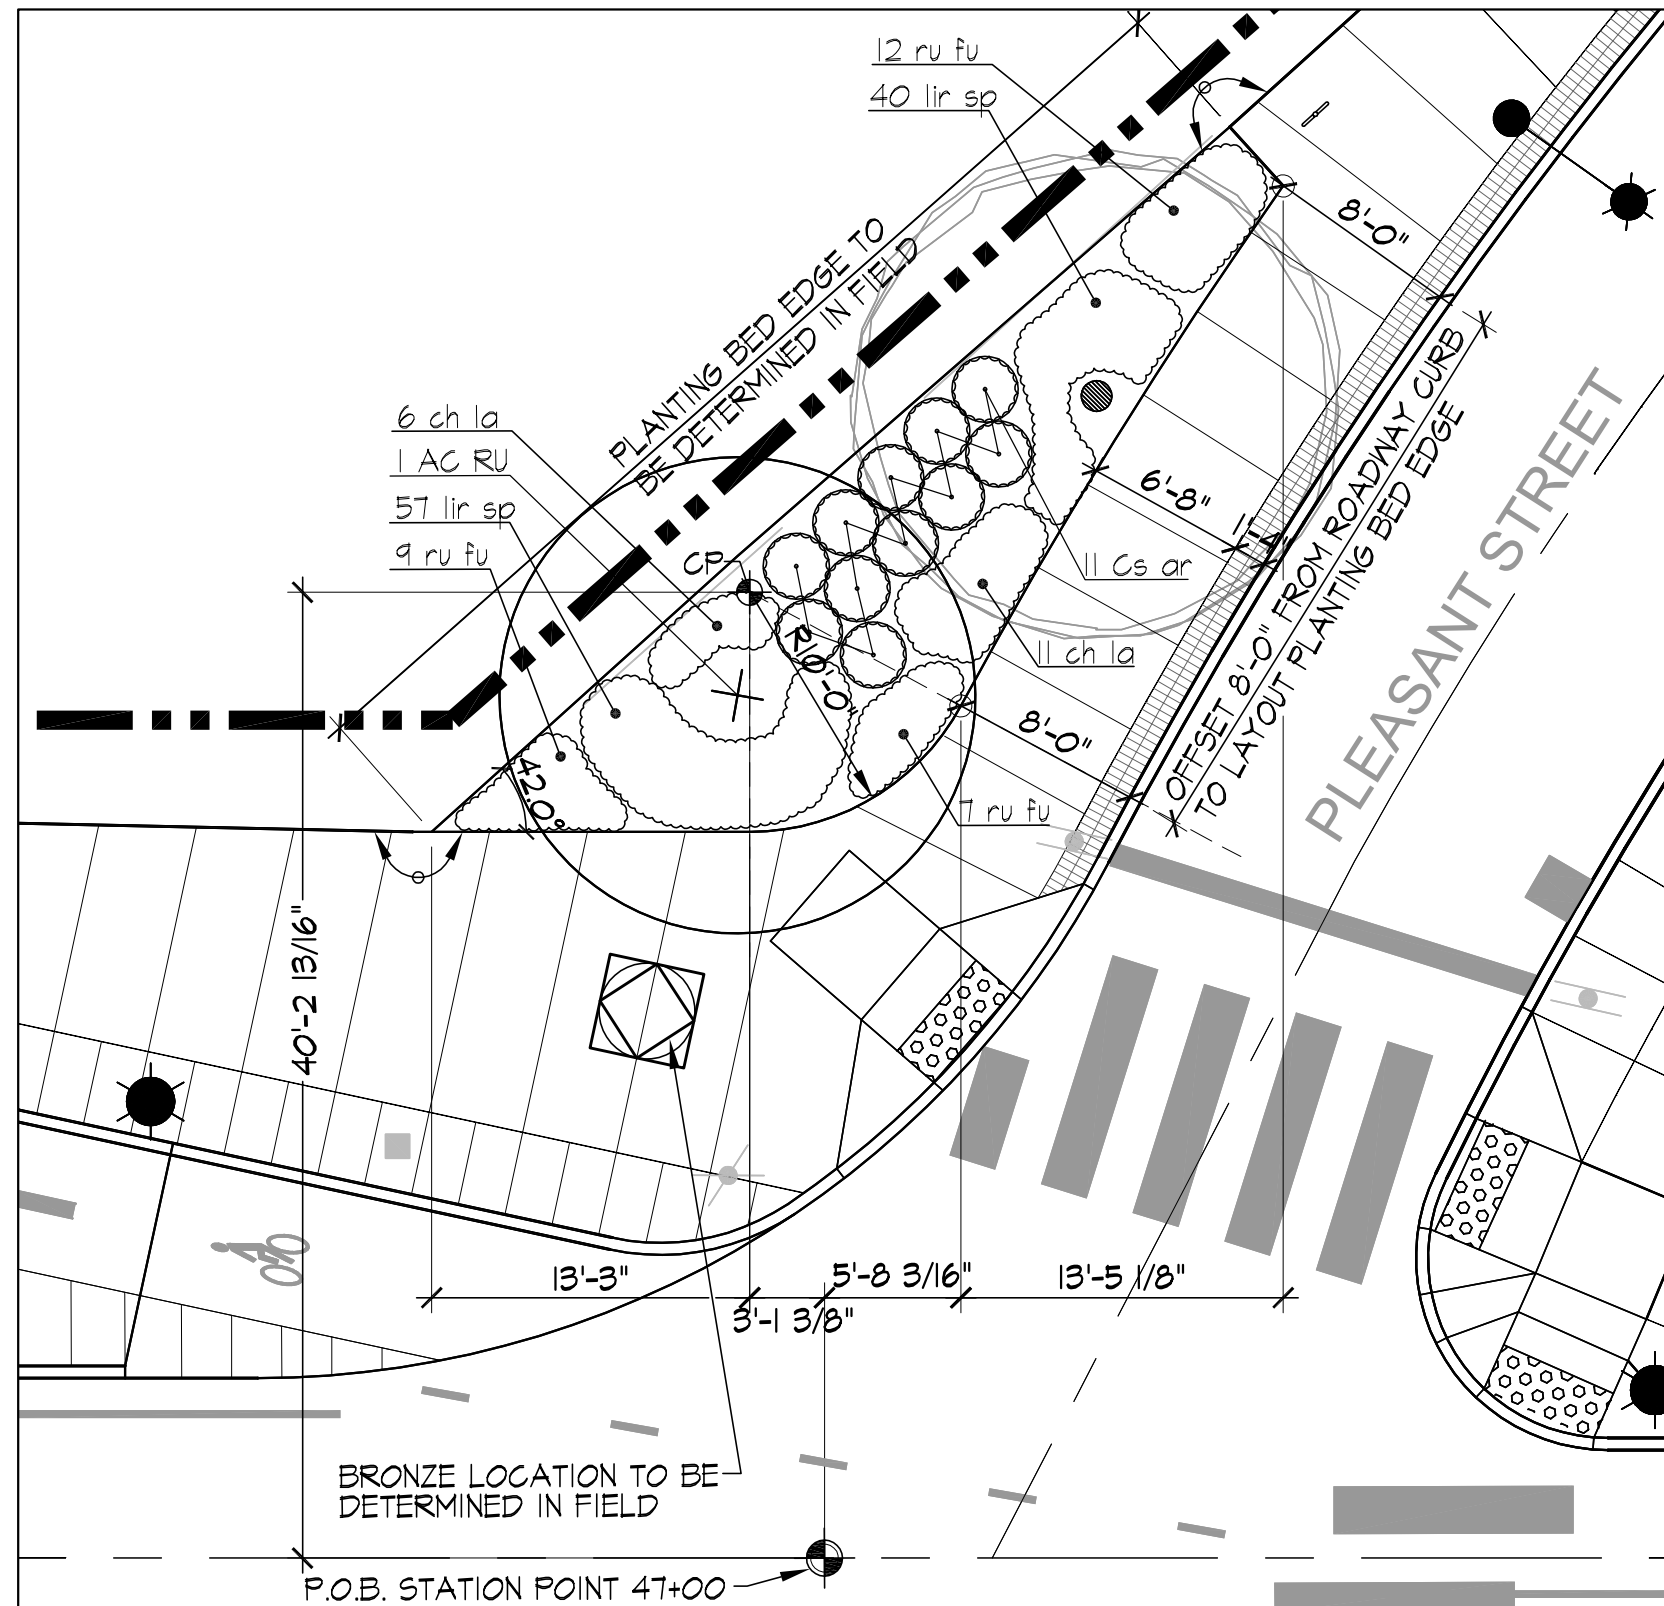 12 ru fu
40 lir sp
PLANTING BED EDGE TO
BE DETERMINED IN FIELD
8'-0"
6 ch la
1 AC RU
57 lir sp
9 ru fu
CP
6'-8"
1'-4"
11 Cs ar
11 ch la
R10'-0"
8'-0"
7 ru fu
42.0°
OFFSET 8'-0" FROM ROADWAY CURB
TO LAYOUT PLANTING BED EDGE
PLEASANT STREET
40'-2 13/16"
13'-3"
3'-1 3/8"
5'-8 3/16"
13'-5 1/8"
BRONZE LOCATION TO BE
DETERMINED IN FIELD
P.O.B. STATION POINT 47+00